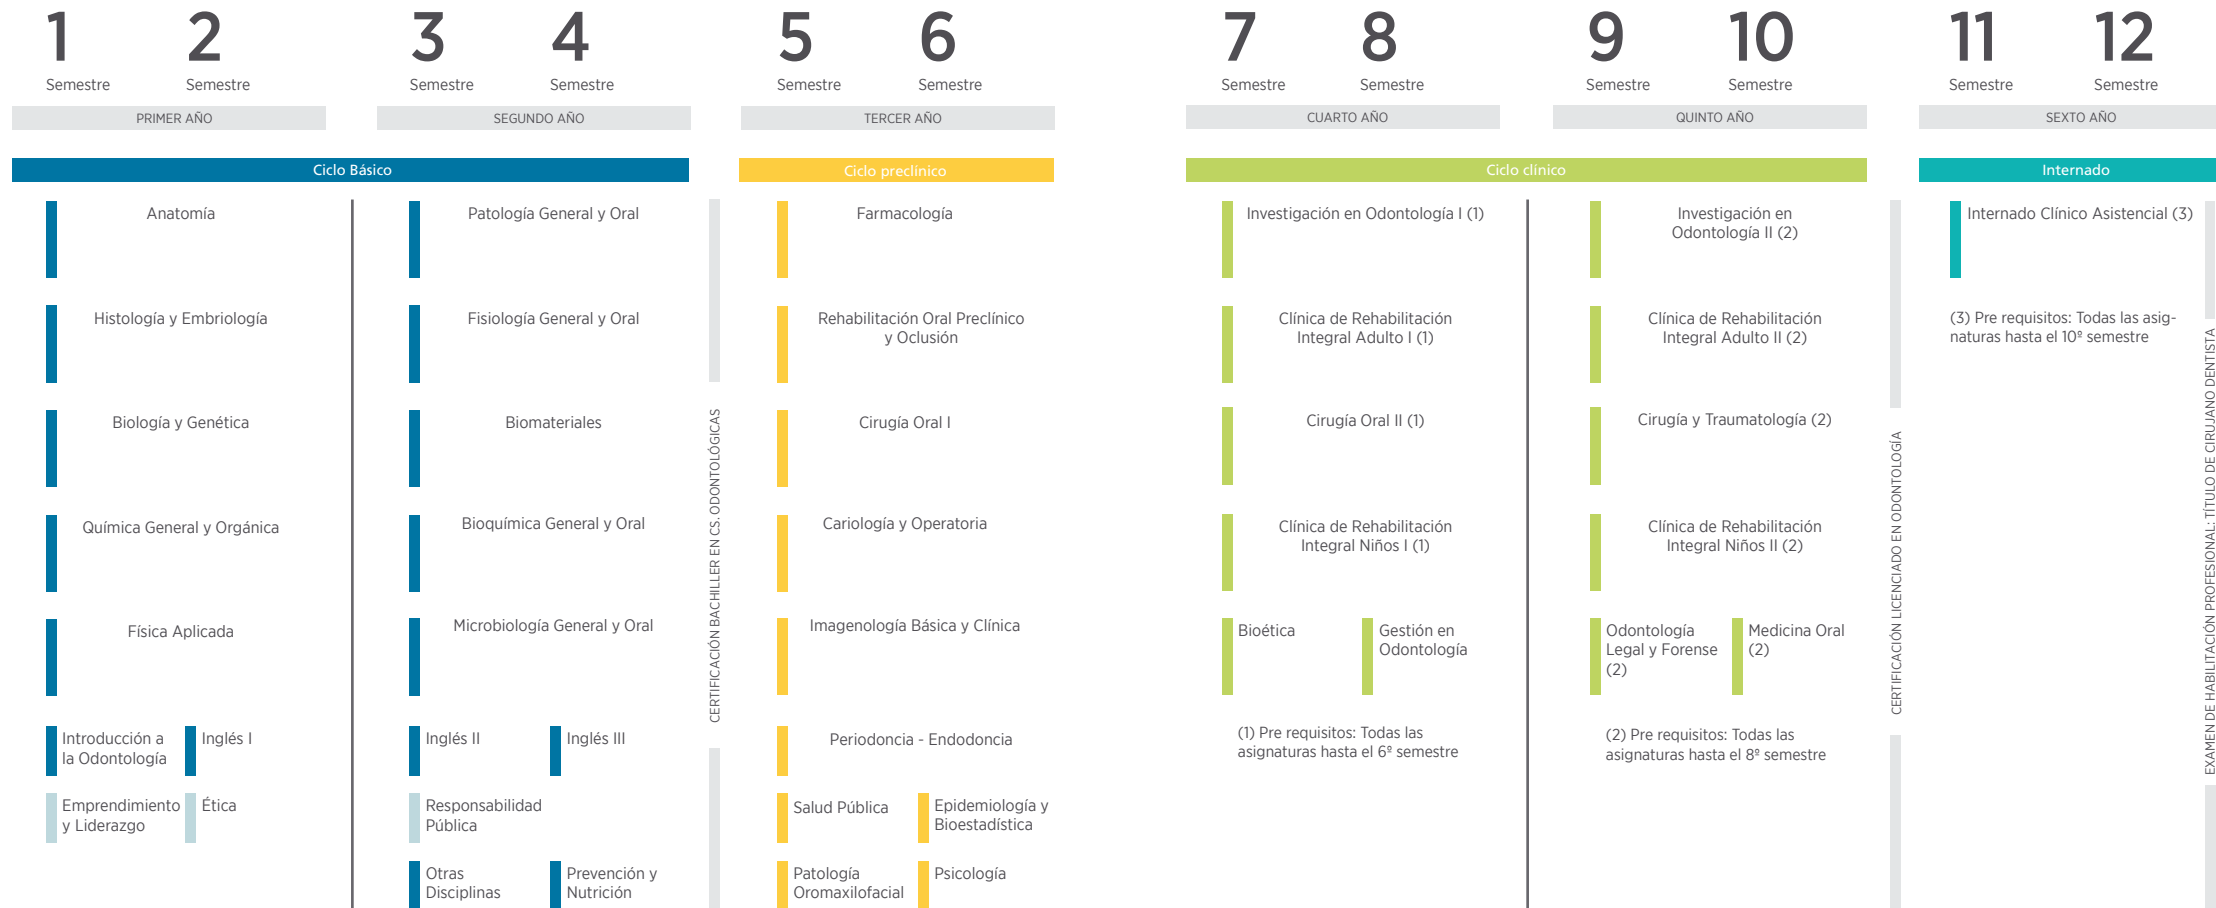 1
2
3
4
5
6
7
8
9
10
11
12
Semestre
Semestre
Semestre
Semestre
Semestre
Semestre
Semestre
Semestre
Semestre
Semestre
Semestre
Semestre
PRIMER AÑO
SEGUNDO AÑO
TERCER AÑO
CUARTO AÑO
QUINTO AÑO
SEXTO AÑO
Ciclo Básico
Ciclo preclínico
Ciclo clínico
Internado
Anatomía
Histología y Embriología
Biología y Genética
Química General y Orgánica
Física Aplicada
Introducción a
la Odontología
Inglés I
Emprendimiento
y Liderazgo
Ética
Patología General y Oral
Fisiología General y Oral
Biomateriales
Bioquímica General y Oral
Microbiología General y Oral
Inglés II
Inglés III
Responsabilidad
Pública
Otras
Disciplinas
Prevención y
Nutrición
CERTIFICACIÓN BACHILLER EN CS. ODONTOLÓGICAS
Farmacología
Rehabilitación Oral Preclínico
y Oclusión
Cirugía Oral I
Cariología y Operatoria
Imagenología Básica y Clínica
Periodoncia - Endodoncia
Salud Pública
Epidemiología y
Bioestadística
Patología
Oromaxilofacial
Psicología
Investigación en Odontología I (1)
Clínica de Rehabilitación
Integral Adulto I (1)
Cirugía Oral II (1)
Clínica de Rehabilitación
Integral Niños I (1)
Bioética
Gestión en
Odontología
(1) Pre requisitos: Todas las
asignaturas hasta el 6º semestre
Investigación en
Odontología II (2)
Clínica de Rehabilitación
Integral Adulto II (2)
Cirugía y Traumatología (2)
Clínica de Rehabilitación
Integral Niños II (2)
Odontología
Legal y Forense
(2)
Medicina Oral
(2)
(2) Pre requisitos: Todas las
asignaturas hasta el 8º semestre
CERTIFICACIÓN LICENCIADO EN ODONTOLOGÍA
Internado Clínico Asistencial (3)
(3) Pre requisitos: Todas las asig-
naturas hasta el 10º semestre
EXAMEN DE HABILITACIÓN PROFESIONAL: TÍTULO DE CIRUJANO DENTISTA